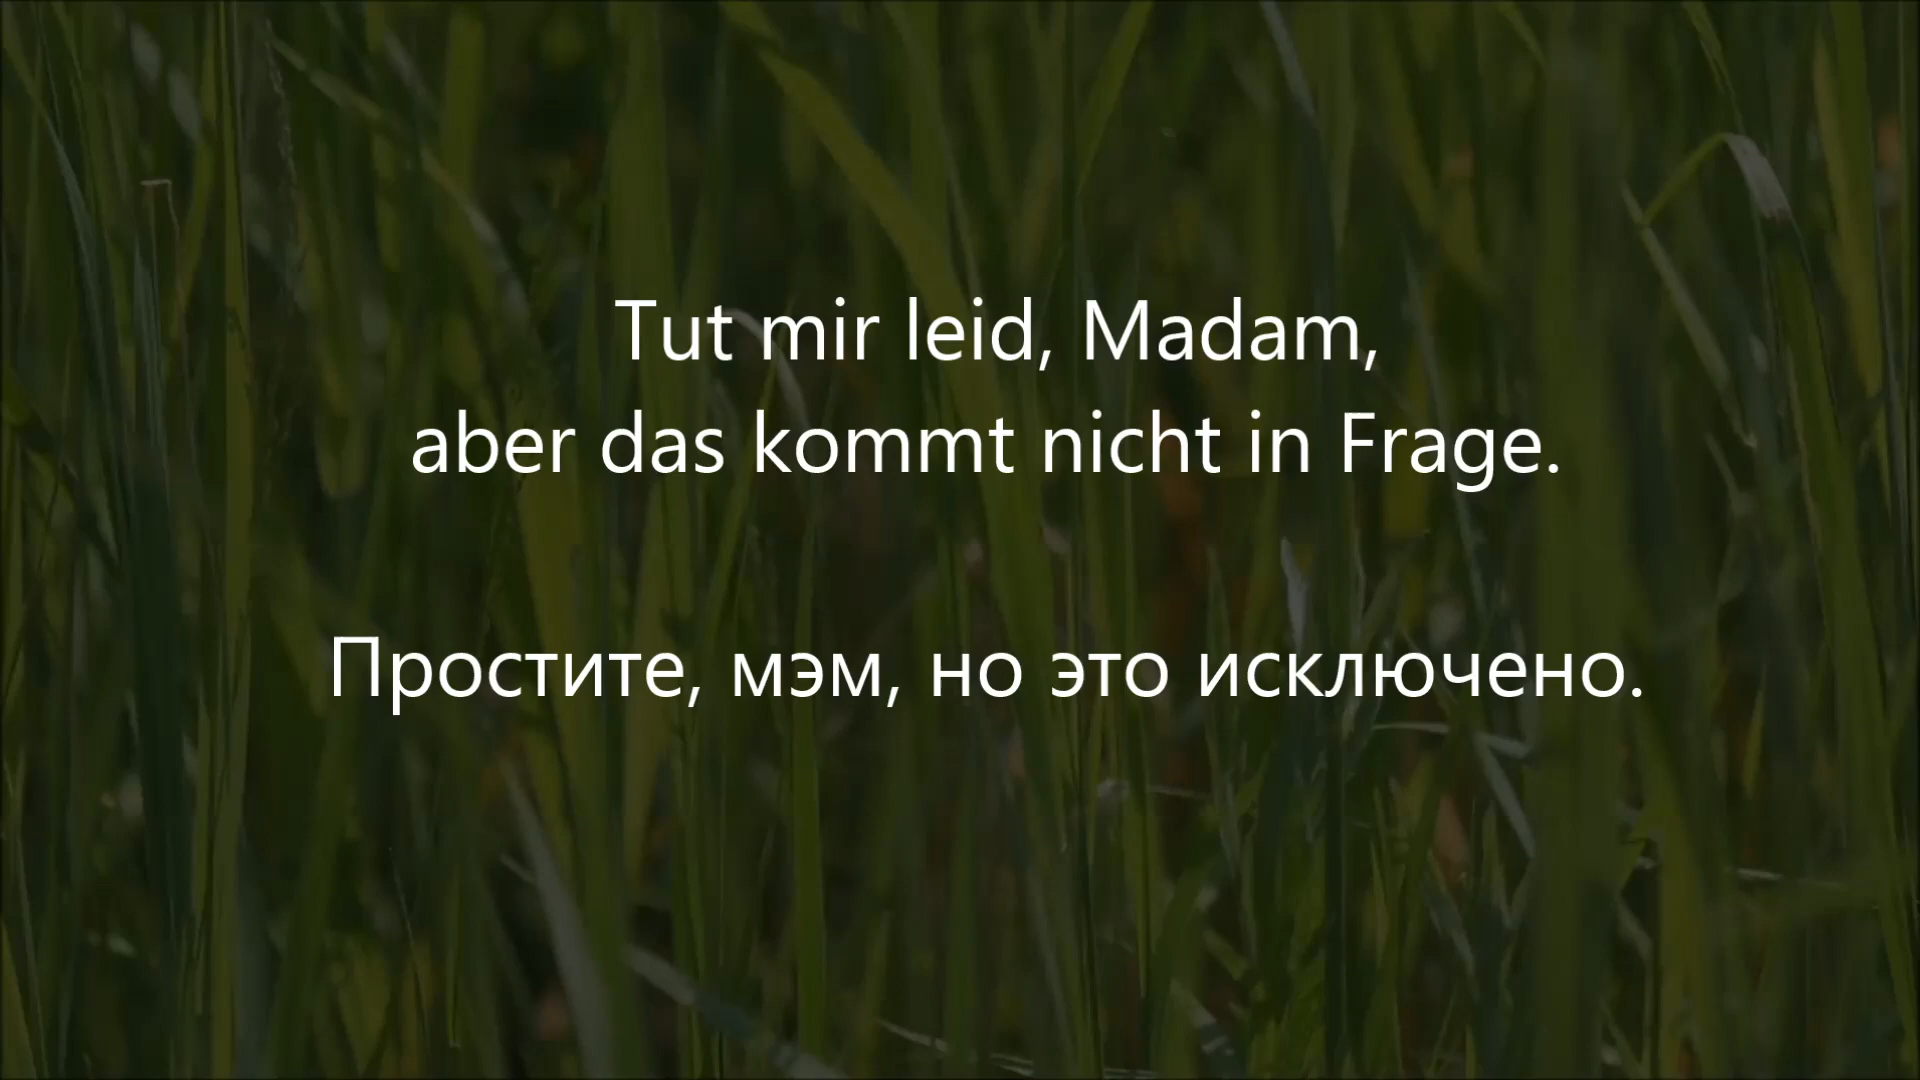 Tut mir leid, Madam,
aber das kommt nicht in Frage.
Простите, мэм, но это исключено.